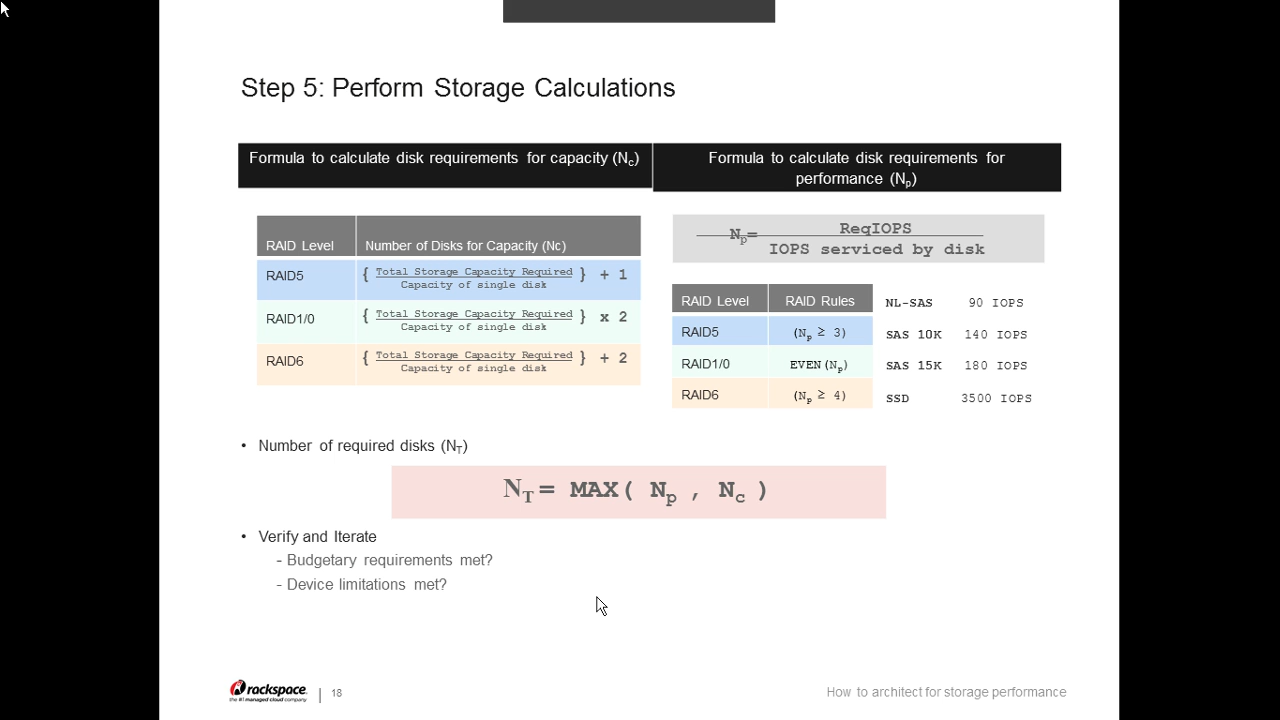 Step 5: Perform Storage Calculations
Formula to calculate disk requirements for capacity (Nc)
Formula to calculate disk requirements for
performance (Np)
RAID Level
Number of Disks for Capacity (Nc)
RAID5
{ Total Storage Capacity Required
Capacity of single disk } + 1
RAID1/0
{ Total Storage Capacity Required
Capacity of single disk } x 2
RAID6
{ Total Storage Capacity Required
Capacity of single disk } + 2
Np= ReqIOPS
IOPS serviced by disk
RAID Level
RAID Rules
RAID5
(Np ≥ 3)
RAID1/0
EVEN(Np)
RAID6
(Np ≥ 4)
NL-SAS 90 IOPS
SAS 10K 140 IOPS
SAS 15K 180 IOPS
SSD 3500 IOPS
• Number of required disks (NT)
NT= MAX( Np , Nc )
• Verify and Iterate
- Budgetary requirements met?
- Device limitations met?
rackspace
the #1 managed cloud company
18
How to architect for storage performance